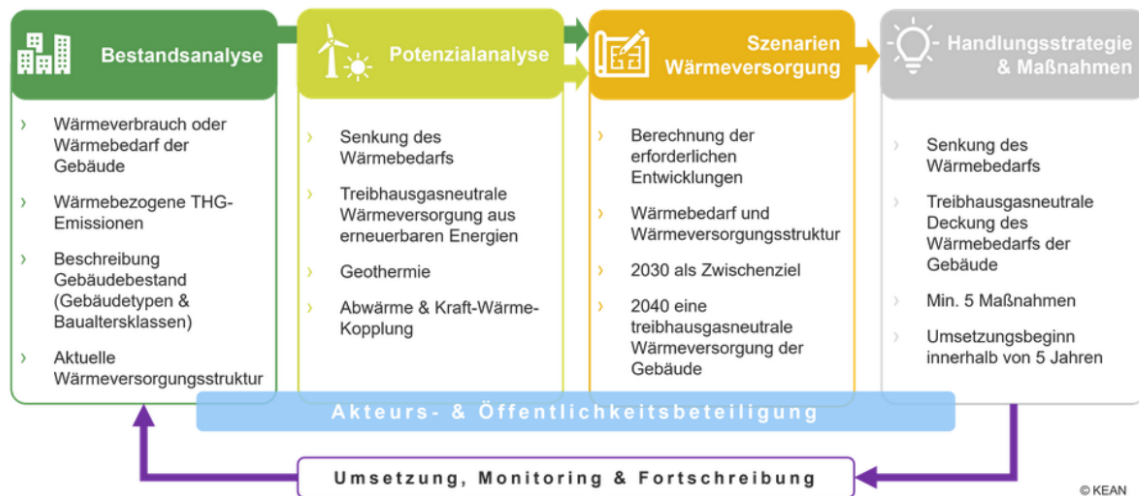 Bestandsanalyse
Wärmeverbrauch oder
Wärmebedarf der
Gebäude
Wärmebezogene THG-
Emissionen
Beschreibung
Gebäudebestand
(Gebäudetypen &
Baualtersklassen)
Aktuelle
Wärmeversorgungsstruktur
Potenzialanalyse
Senkung des
Wärmebedarfs
Treibhausgasneutrale
Wärmeversorgung aus
erneuerbaren Energien
Geothermie
Abwärme & Kraft-Wärme-
Kopplung
Szenarien
Wärmeversorgung
Berechnung der
erforderlichen
Entwicklungen
Wärmebedarf und
Wärmeversorgungsstruktur
2030 als Zwischenziel
2040 eine
treibhausgasneutrale
Wärmeversorgung der
Gebäude
Handlungsstrategie
& Maßnahmen
Senkung des
Wärmebedarfs
Treibhausgasneutrale
Deckung des
Wärmebedarfs der
Gebäude
Min. 5 Maßnahmen
Umsetzungsbeginn
innerhalb von 5 Jahren
Akteurs- & Öffentlichkeitsbeteiligung
Umsetzung, Monitoring & Fortschreibung
© KEAN